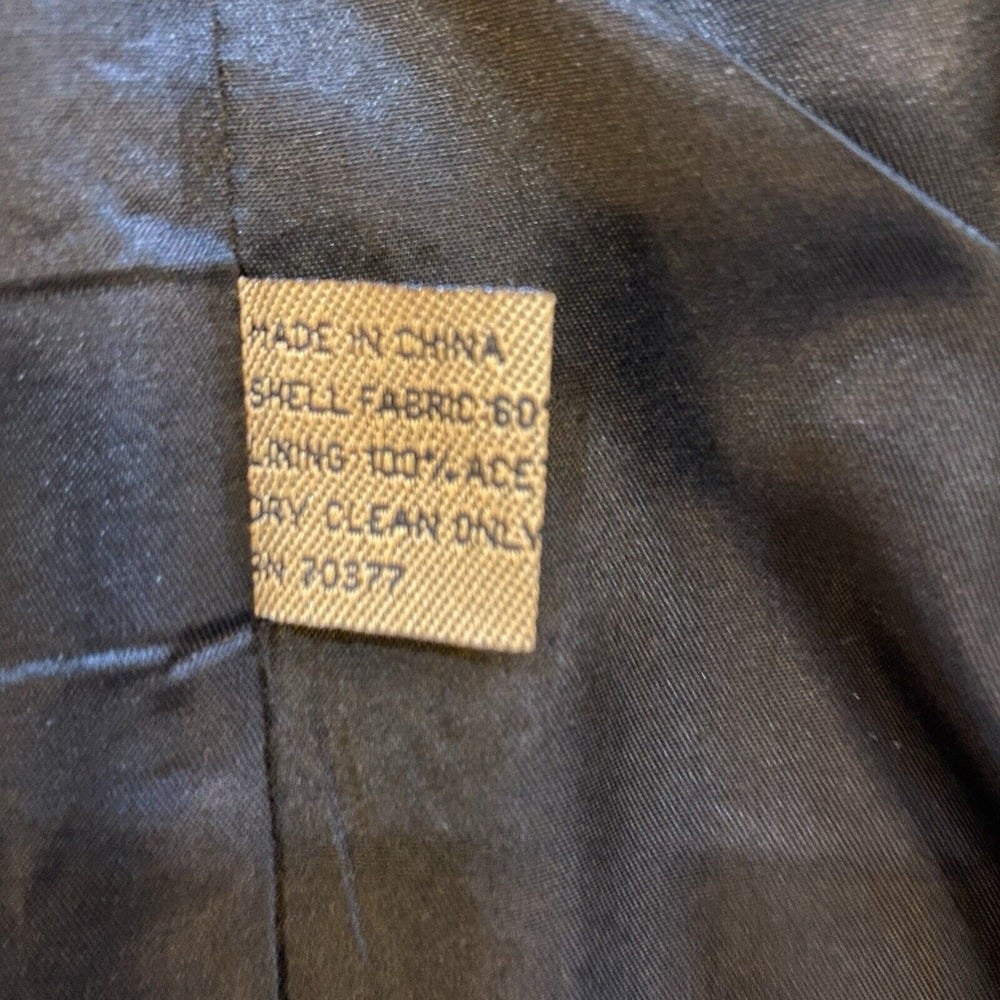 MADE IN CHINA
SHELL FABRIC 60
LINING 100% ACE
DRY CLEAN ONLY
RN 70377